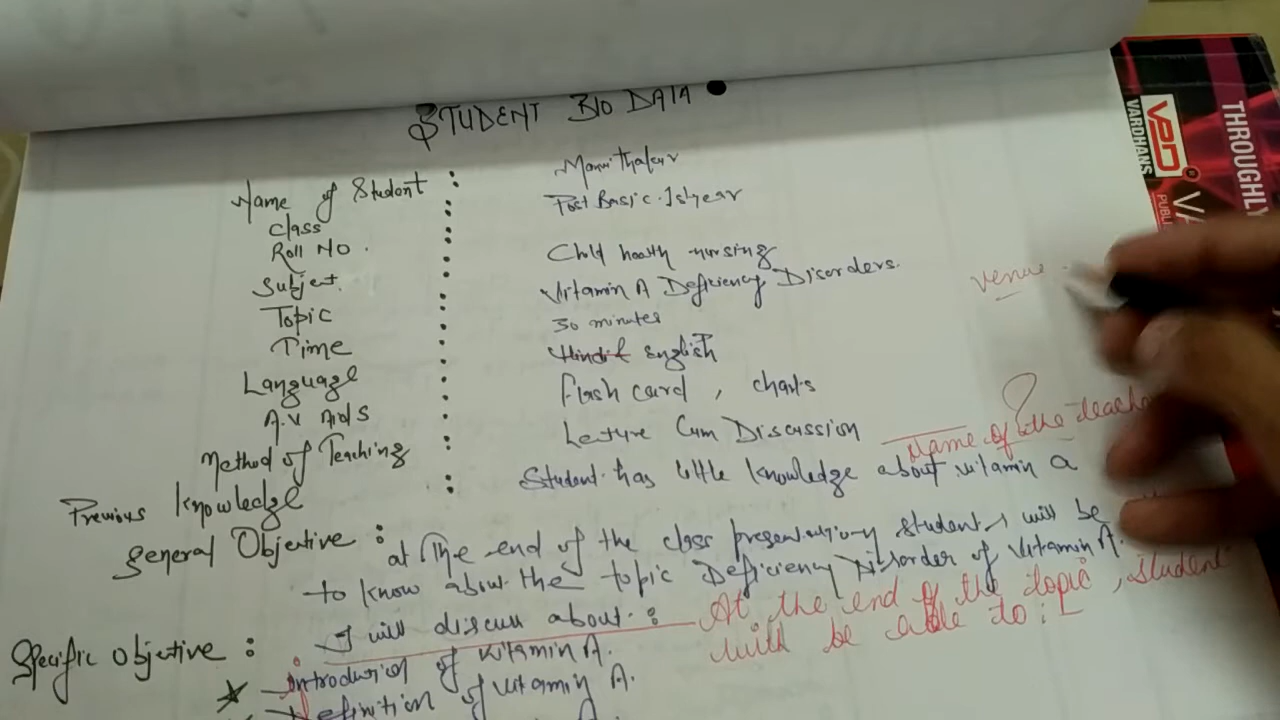 STUDENT BIO DATA
Name of Student :
Class : Post Basic 1st year
Roll No. :
Subject. : Child health nursing
Topic : Vitamin A Deficiency Disorders.
Time : 30 minutes
Language : Hindi English
A.V Aids : Flash card , charts
Method of Teaching : Lecture Cum Discussion
Previous Knowledge : Student has little knowledge about vitamin a
venue
Name of the teacher
General Objective : at the end of the class presentation, students will be
to know about the topic Deficiency Disorder of Vitamin A.
Specific Objective : I will discuss about : At the end of the topic, student
will be able to :
Introduction of Vitamin A.
Definition of Vitamin A.
VPD
VARDHANS
THROUGHLY